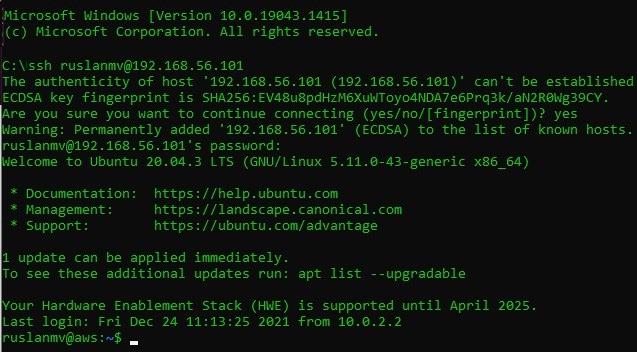 Microsoft Windows [Version 10.0.19043.1415]
(c) Microsoft Corporation. All rights reserved.
C:\ssh ruslanmv@192.168.56.101
The authenticity of host '192.168.56.101 (192.168.56.101)' can't be established
ECDSA key fingerprint is SHA256:EV48u8pdHzM6XuWToyo4NDA7e6Prq3k/aN2R0Wg39CY.
Are you sure you want to continue connecting (yes/no/[fingerprint])? yes
Warning: Permanently added '192.168.56.101' (ECDSA) to the list of known hosts.
ruslanmv@192.168.56.101's password:
Welcome to Ubuntu 20.04.3 LTS (GNU/Linux 5.11.0-43-generic x86_64)
* Documentation: https://help.ubuntu.com
* Management: https://landscape.canonical.com
* Support: https://ubuntu.com/advantage
1 update can be applied immediately.
To see these additional updates run: apt list --upgradable
Your Hardware Enablement Stack (HWE) is supported until April 2025.
Last login: Fri Dec 24 11:13:25 2021 from 10.0.2.2
ruslanmv@aws:~$